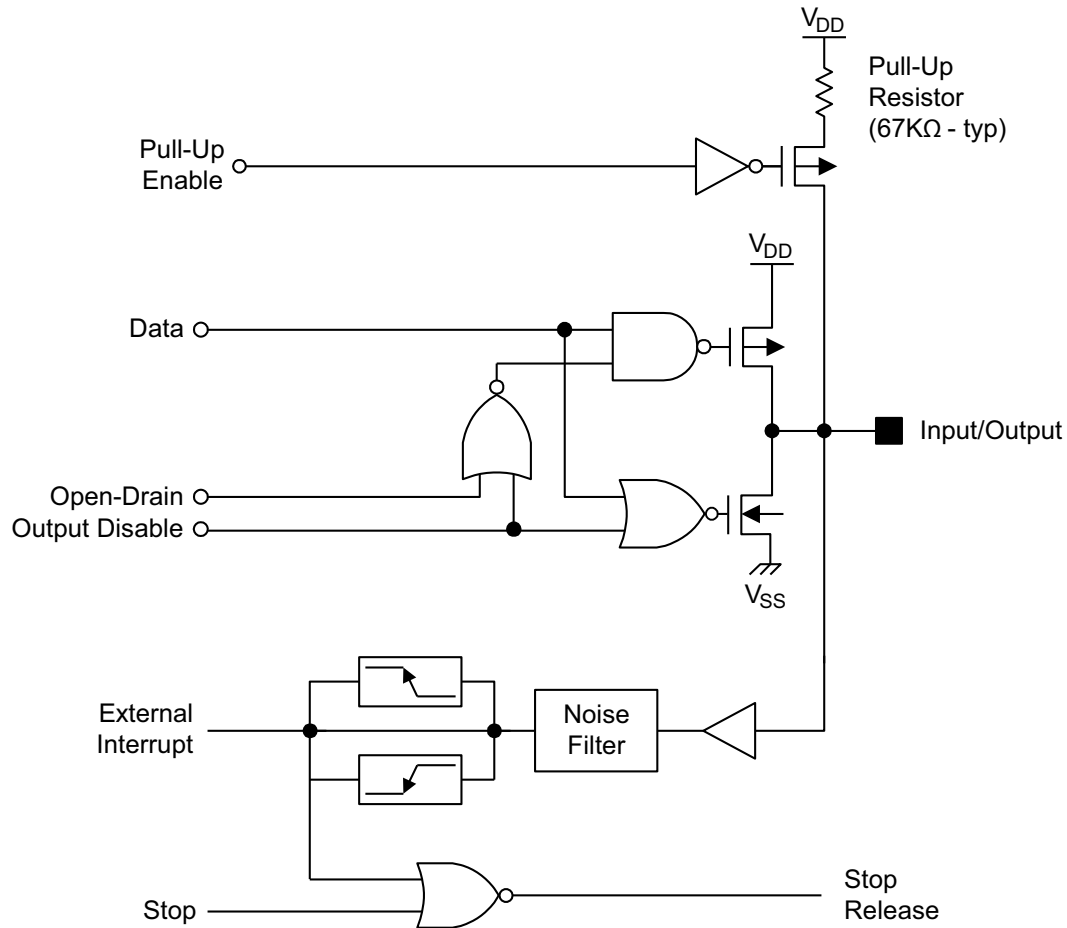 VDD
Pull-Up
Resistor
(67KΩ - typ)
Pull-Up
Enable
VDD
Data
Input/Output
Open-Drain
Output Disable
VSS
External
Interrupt
Noise
Filter
Stop
Stop
Release